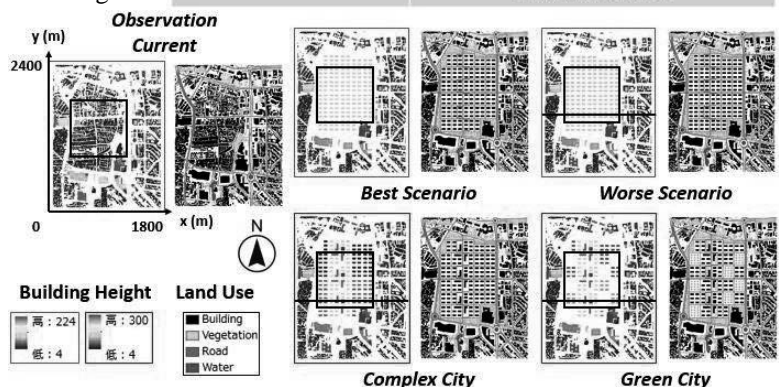 Observation
Current
y (m)
2400
0
1800
x (m)
N
Best Scenario
Worse Scenario
Building Height
Land Use
高 : 224
低 : 4
高 : 300
低 : 4
Building
Vegetation
Road
Water
Complex City
Green City